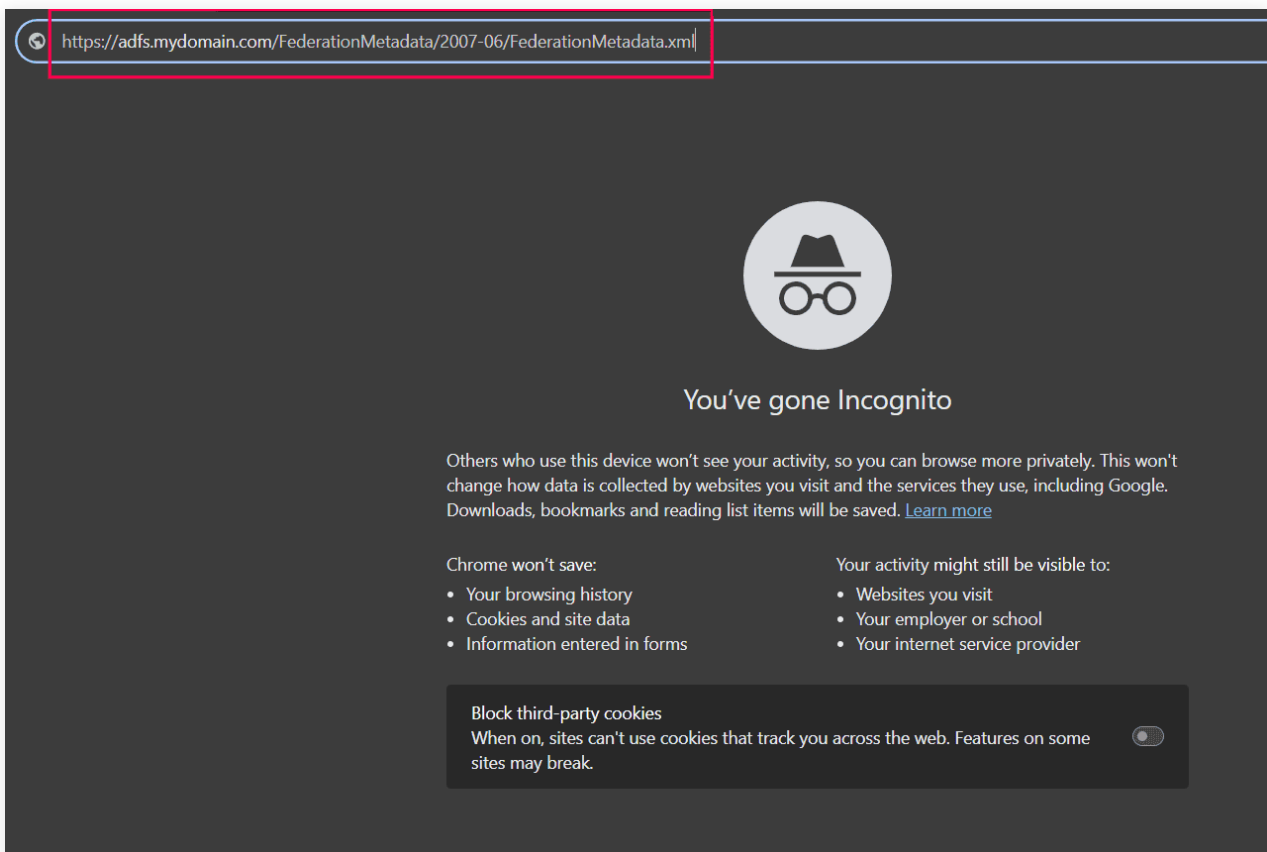 https://adfs.mydomain.com/FederationMetadata/2007-06/FederationMetadata.xml
You've gone Incognito
Others who use this device won't see your activity, so you can browse more privately. This won't
change how data is collected by websites you visit and the services they use, including Google.
Downloads, bookmarks and reading list items will be saved. Learn more
Chrome won't save:
• Your browsing history
• Cookies and site data
• Information entered in forms
Your activity might still be visible to:
• Websites you visit
• Your employer or school
• Your internet service provider
Block third-party cookies
When on, sites can't use cookies that track you across the web. Features on some
sites may break.